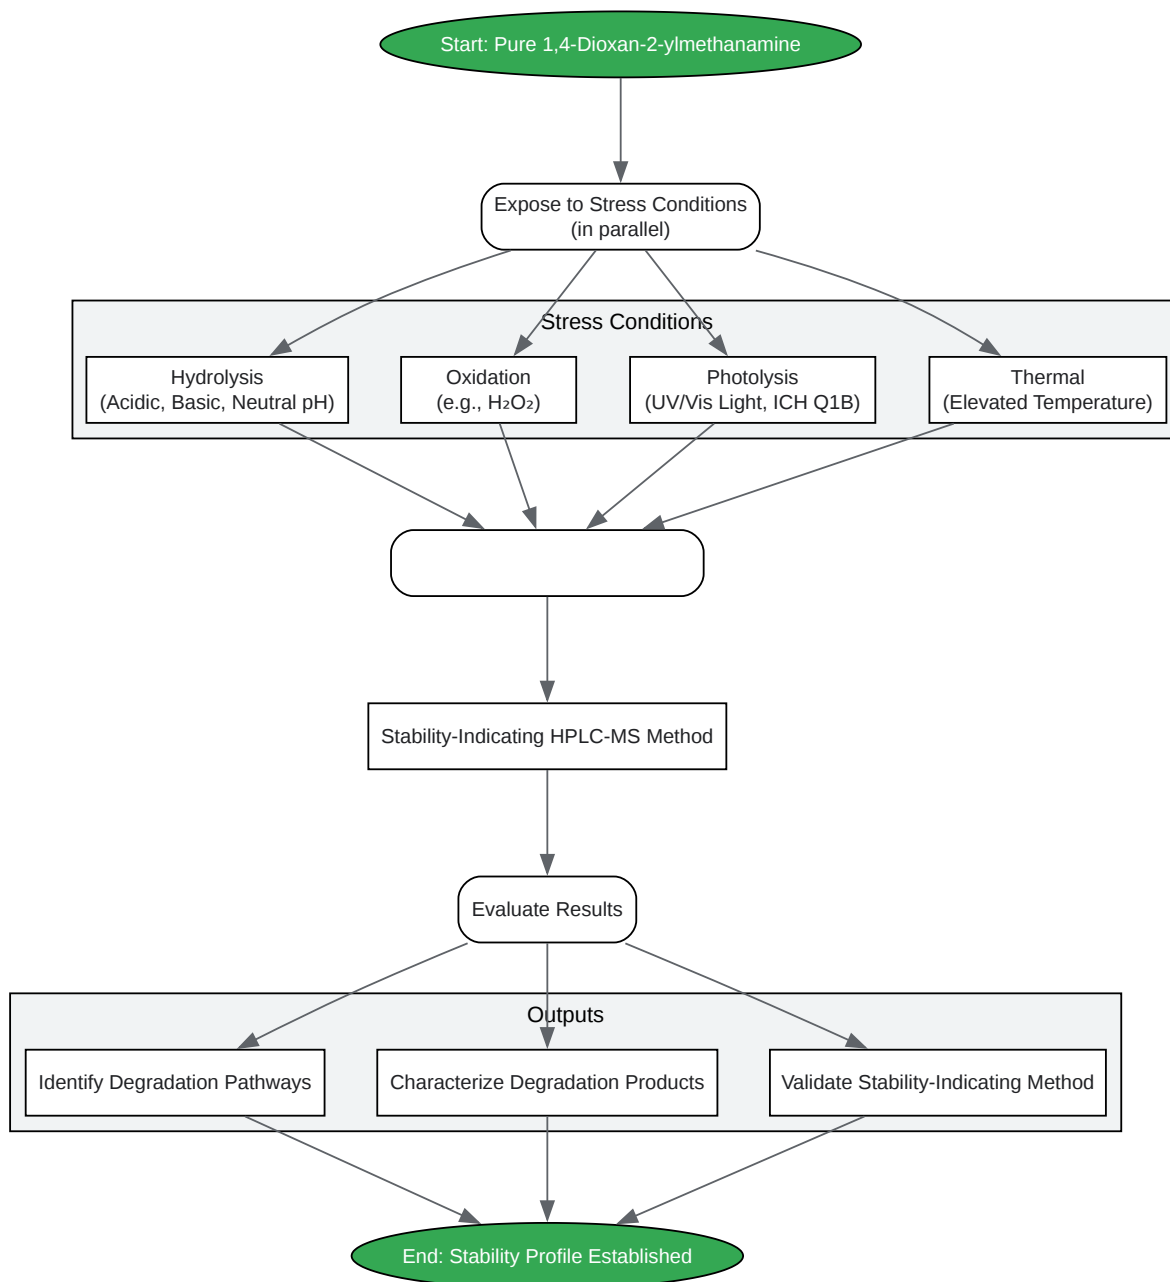 Start: Pure 1,4-Dioxan-2-ylmethanamine
Expose to Stress Conditions
(in parallel)
Stress Conditions
Hydrolysis
(Acidic, Basic, Neutral pH)
Oxidation
(e.g., H₂O₂)
Photolysis
(UV/Vis Light, ICH Q1B)
Thermal
(Elevated Temperature)
Stability-Indicating HPLC-MS Method
Evaluate Results
Outputs
Identify Degradation Pathways
Characterize Degradation Products
Validate Stability-Indicating Method
End: Stability Profile Established